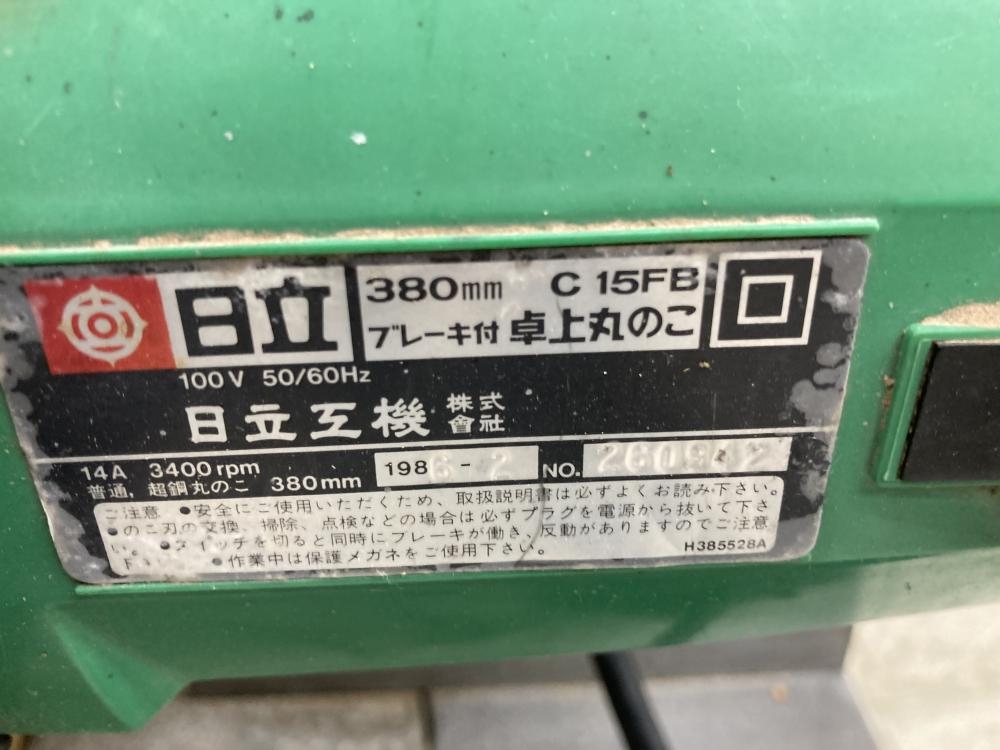 日立
380mm C 15FB
ブレーキ付 卓上丸のこ
100V 50/60Hz
日立工機 株式會社
14A 3400rpm
普通,超鋼丸のこ 380mm
1986-2 NO.
ご注意 ●安全にご使用いただくため、取扱説明書は必ずよくお読み下さい。
●のこ刃の交換、掃除、点検などの場合は必ずプラグを電源から抜いて下さ
い。●スイッチを切ると同時にブレーキが働き、反動がありますのでご注意
下さい。●作業中は保護メガネをご使用下さい。
H385528A